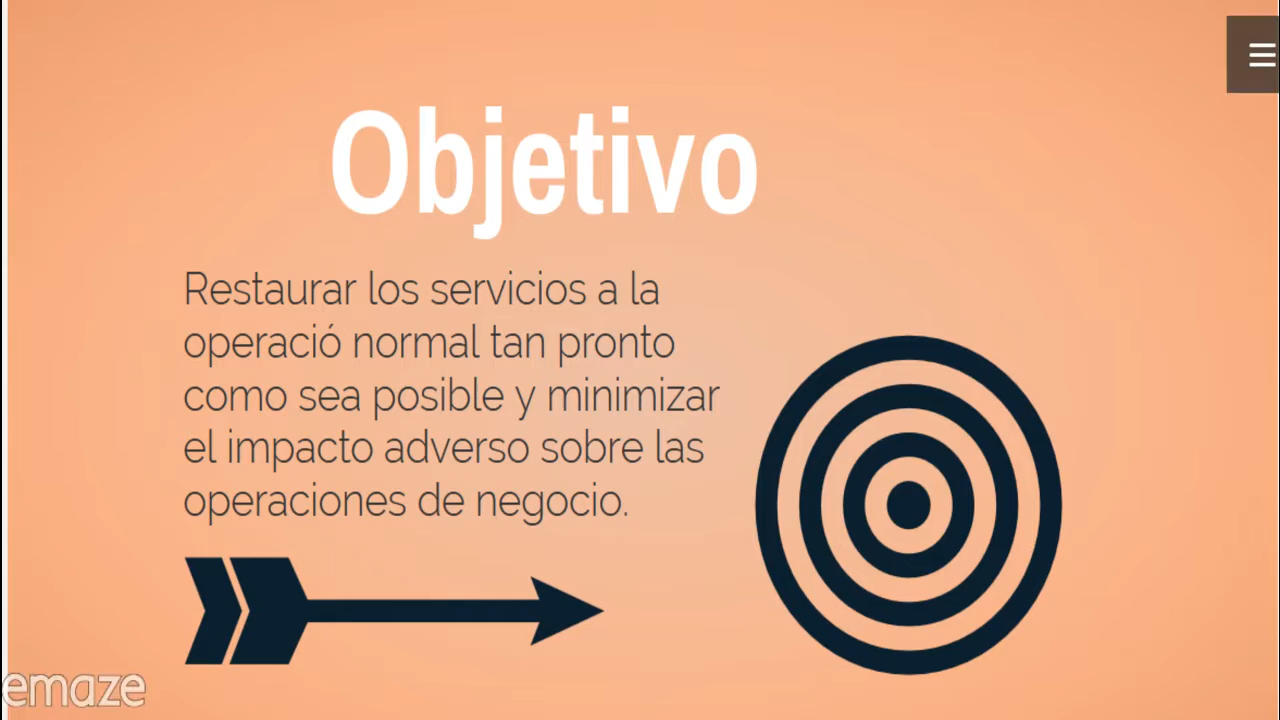 Objetivo
Restaurar los servicios a la
operació normal tan pronto
como sea posible y minimizar
el impacto adverso sobre las
operaciones de negocio.
emaze